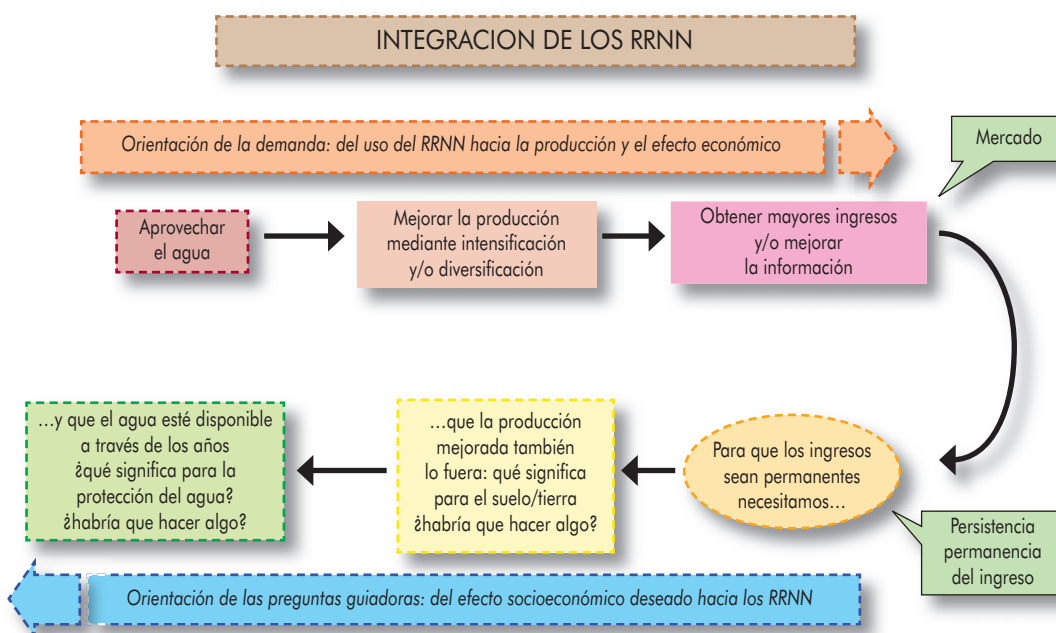 INTEGRACION DE LOS RRNN
Orientación de la demanda: del uso del RRNN hacia la producción y el efecto económico
Mercado
Aprovechar
el agua
Mejorar la producción
mediante intensificación
y/o diversificación
Obtener mayores ingresos
y/o mejorar
la información
...y que el agua esté disponible
a través de los años
¿qué significa para la
protección del agua?
¿habría que hacer algo?
...que la producción
mejorada también
lo fuera: qué significa
para el suelo/tierra
¿habría que hacer algo?
Para que los ingresos
sean permanentes
necesitamos...
Persistencia
permanencia
del ingreso
Orientación de las preguntas guiadoras: del efecto socioeconómico deseado hacia los RRNN